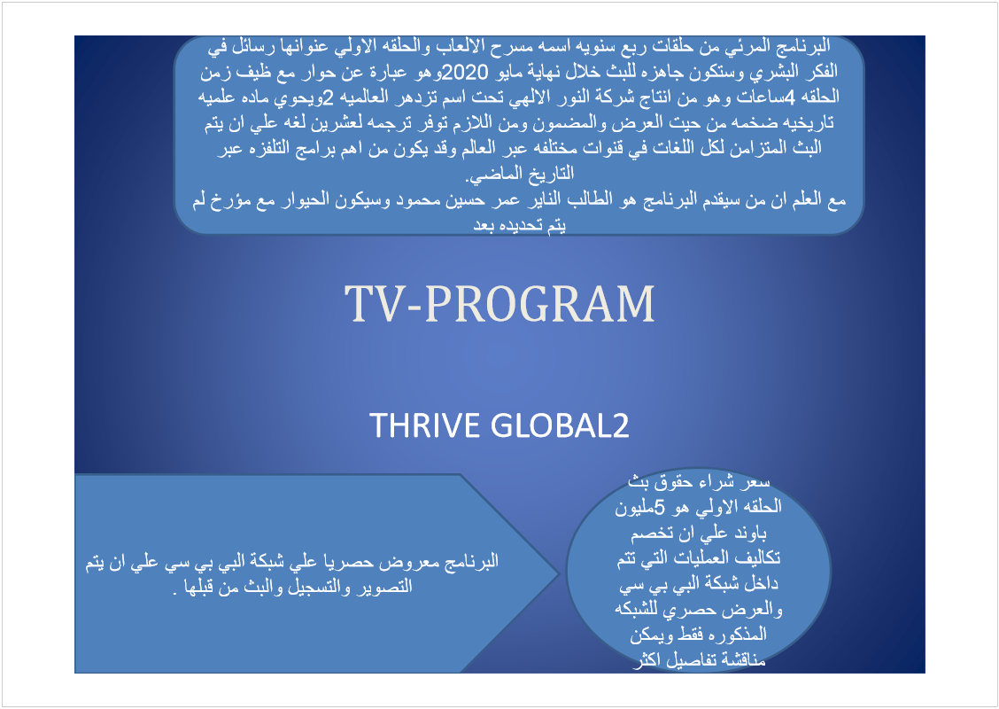 البرنامج المرئي من حلقات ربع سنويه اسمه مسرح الالعاب والحلقه الاولي عنوانها رسائل في
الفكر البشري وستكون جاهزه للبث خلال نهاية مايو 2020وهو عبارة عن حوار مع ظيف زمن
الحلقه 4ساعات وهو من انتاج شركة النور الالهي تحت اسم تزدهر العالميه 2ويحوي ماده علميه
تاريخيه ضخمه من حيت العرض والمضمون ومن اللازم توفر ترجمه لعشرين لغه علي ان يتم
البث المتزامن لكل اللغات في قنوات مختلفه عبر العالم وقد يكون من اهم برامج التلفزه عبر
التاريخ الماضي.
مع العلم ان من سيقدم البرنامج هو الطالب الناير عمر حسين محمود وسيكون الحيوار مع مؤرخ لم
يتم تحديده بعد
TV-PROGRAM
THRIVE GLOBAL2
سعر شراء حقوق بث
الحلقه الاولي هو 5مليون
باوند علي ان تخصم
تكاليف العمليات التي تتم
داخل شبكة البي بي سي
والعرض حصري للشبكه
المذكوره فقط ويمكن
مناقشة تفاصيل اكثر
البرنامج معروض حصريا علي شبكة البي بي سي علي ان يتم
التصوير والتسجيل والبث من قبلها .